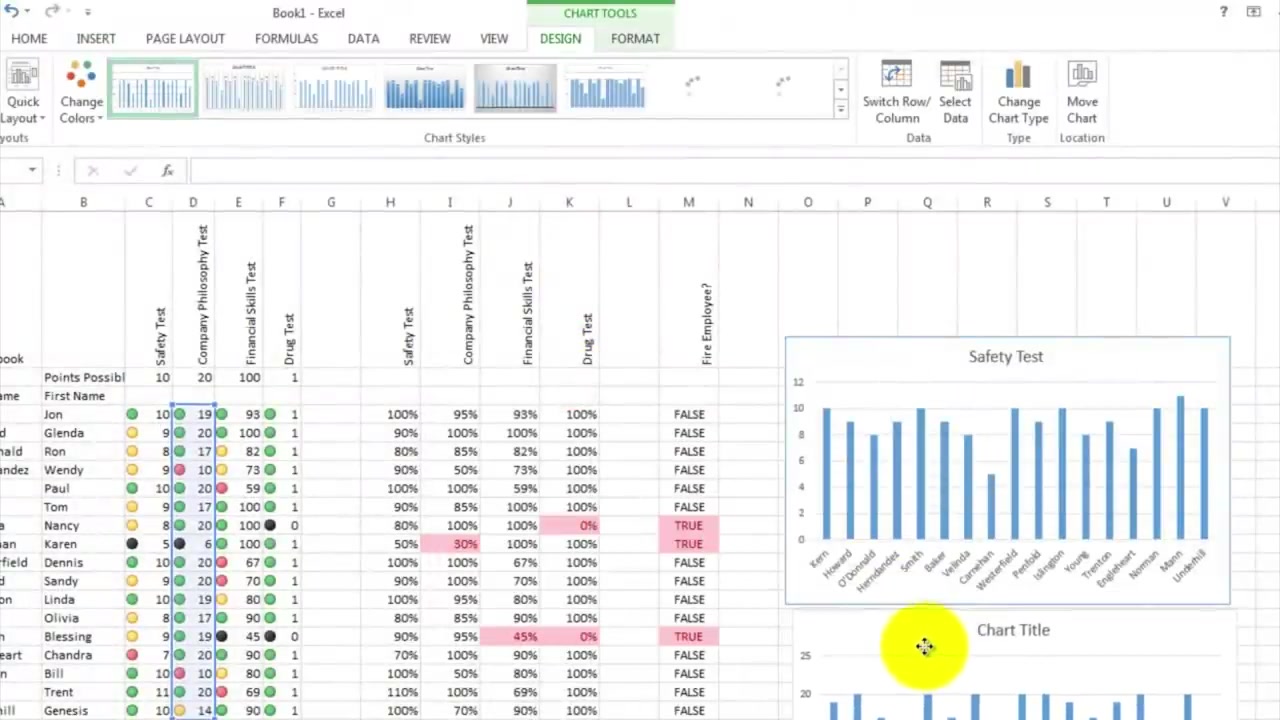 Book1 - Excel
CHART TOOLS
?
HOME INSERT PAGE LAYOUT FORMULAS DATA REVIEW VIEW DESIGN FORMAT
Quick Layout
Change Colors
Switch Row/ Column
Select Data
Change Chart Type
Move Chart
youts
Chart Styles
Data
Type
Location
fx
A B C D E F G H I J K L M N O P Q R S T U V
ook Safety Test Company Philosophy Test Financial Skills Test Drug Test Safety Test Company Philosophy Test Financial Skills Test Drug Test Fire Employee?
Points Possibl 10 20 100 1
ame First Name
Jon 10 19 93 1 100% 95% 93% 100% FALSE
d Glenda 9 20 100 1 90% 100% 100% 100% FALSE
nald Ron 8 17 82 1 80% 85% 82% 100% FALSE
andez Wendy 9 10 73 1 90% 50% 73% 100% FALSE
Paul 10 20 59 1 100% 100% 59% 100% FALSE
Tom 9 17 100 1 90% 85% 100% 100% FALSE
a Nancy 8 20 100 0 80% 100% 100% 0% TRUE
nan Karen 5 6 100 1 50% 30% 100% 100% TRUE
rfield Dennis 10 20 67 1 100% 100% 67% 100% FALSE
d Sandy 9 20 70 1 90% 100% 70% 100% FALSE
on Linda 10 19 80 1 100% 95% 80% 100% FALSE
Olivia 8 17 90 1 80% 85% 90% 100% FALSE
h Blessing 9 19 45 0 90% 95% 45% 0% TRUE
eart Chandra 7 20 90 1 70% 100% 90% 100% FALSE
Bill 10 10 80 1 100% 50% 80% 100% FALSE
Trent 11 20 69 1 110% 100% 69% 100% FALSE
hill Genesis 10 14 90 1 100% 70% 90% 100% FALSE
Safety Test
12
10
8
6
4
2
0
Kern Howard O'Donnald Hernandez Smith Baker Velinda Carnehan Westerfield Penfold Islington Young Trenton Engleheart Norman Mann Underhill
Chart Title
25
20